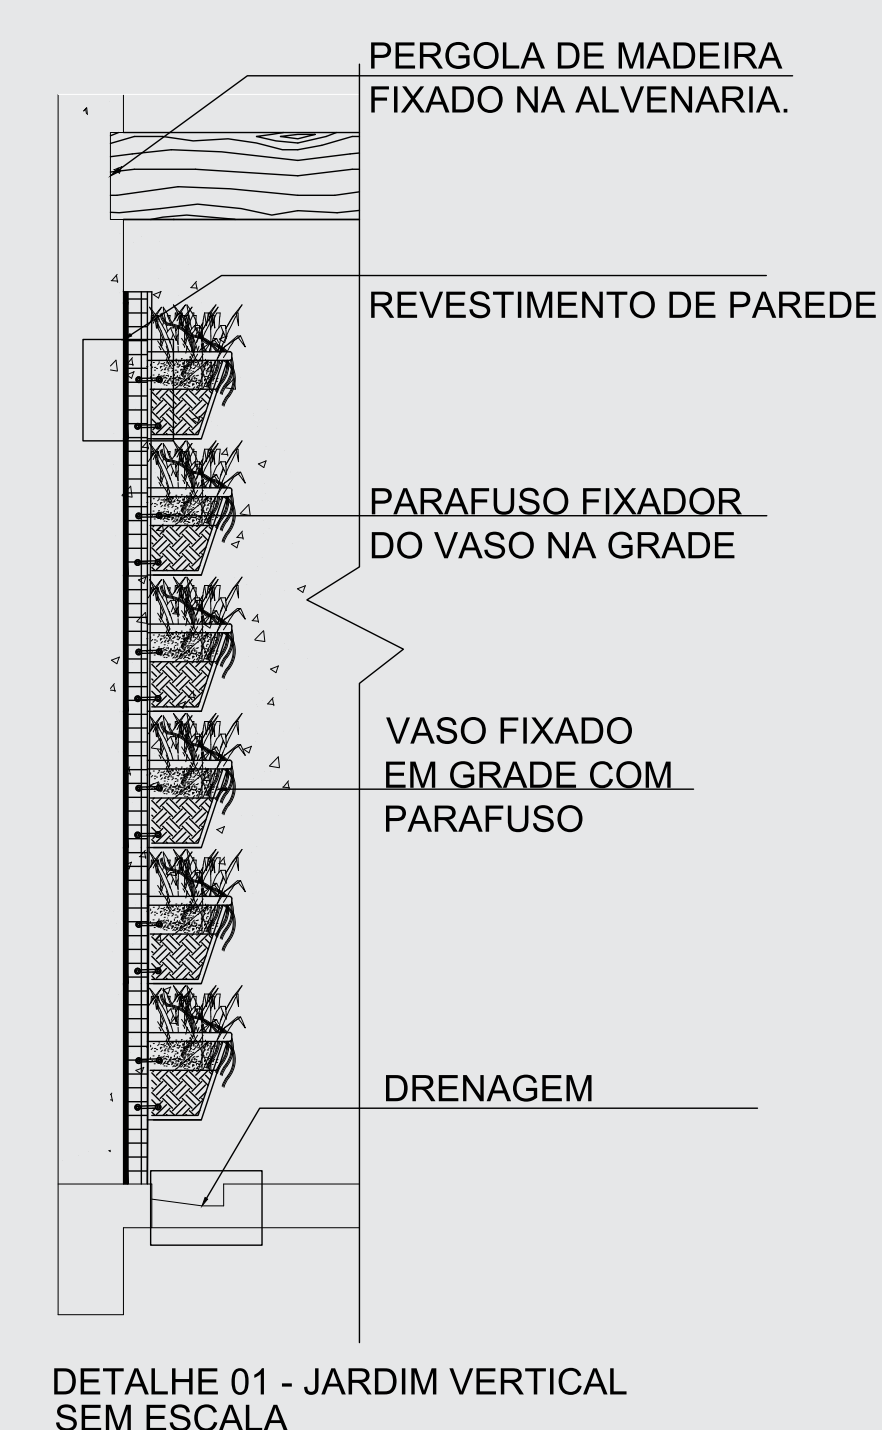 PERGOLA DE MADEIRA
FIXADO NA ALVENARIA.
REVESTIMENTO DE PAREDE
PARAFUSO FIXADOR
DO VASO NA GRADE
VASO FIXADO
EM GRADE COM
PARAFUSO
DRENAGEM
DETALHE 01 - JARDIM VERTICAL
SEM ESCALA